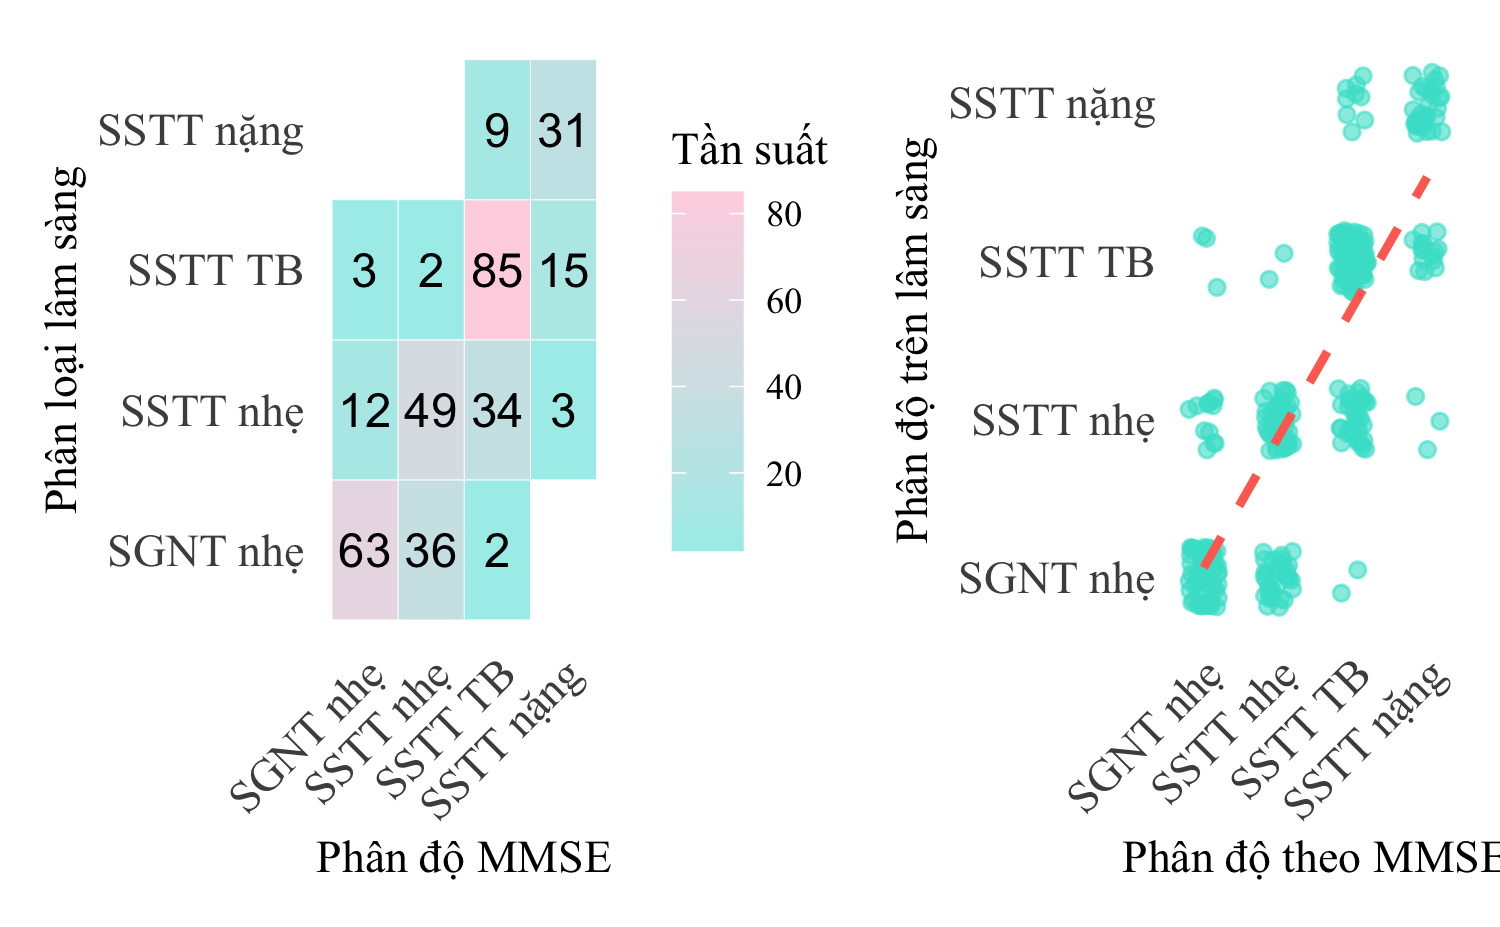 Phân loại lâm sàng
SSTT nặng
9 31
SSTT TB
3 2 85 15
SSTT nhẹ
12 49 34 3
SGNT nhẹ
63 36 2
SGNT nhẹ
SSTT nhẹ
SSTT TB
SSTT nặng
Phân độ MMSE
Tần suất
80
60
40
20
Phân độ trên lâm sàng
SSTT nặng
SSTT TB
SSTT nhẹ
SGNT nhẹ
SGNT nhẹ
SSTT nhẹ
SSTT TB
SSTT nặng
Phân độ theo MMSE